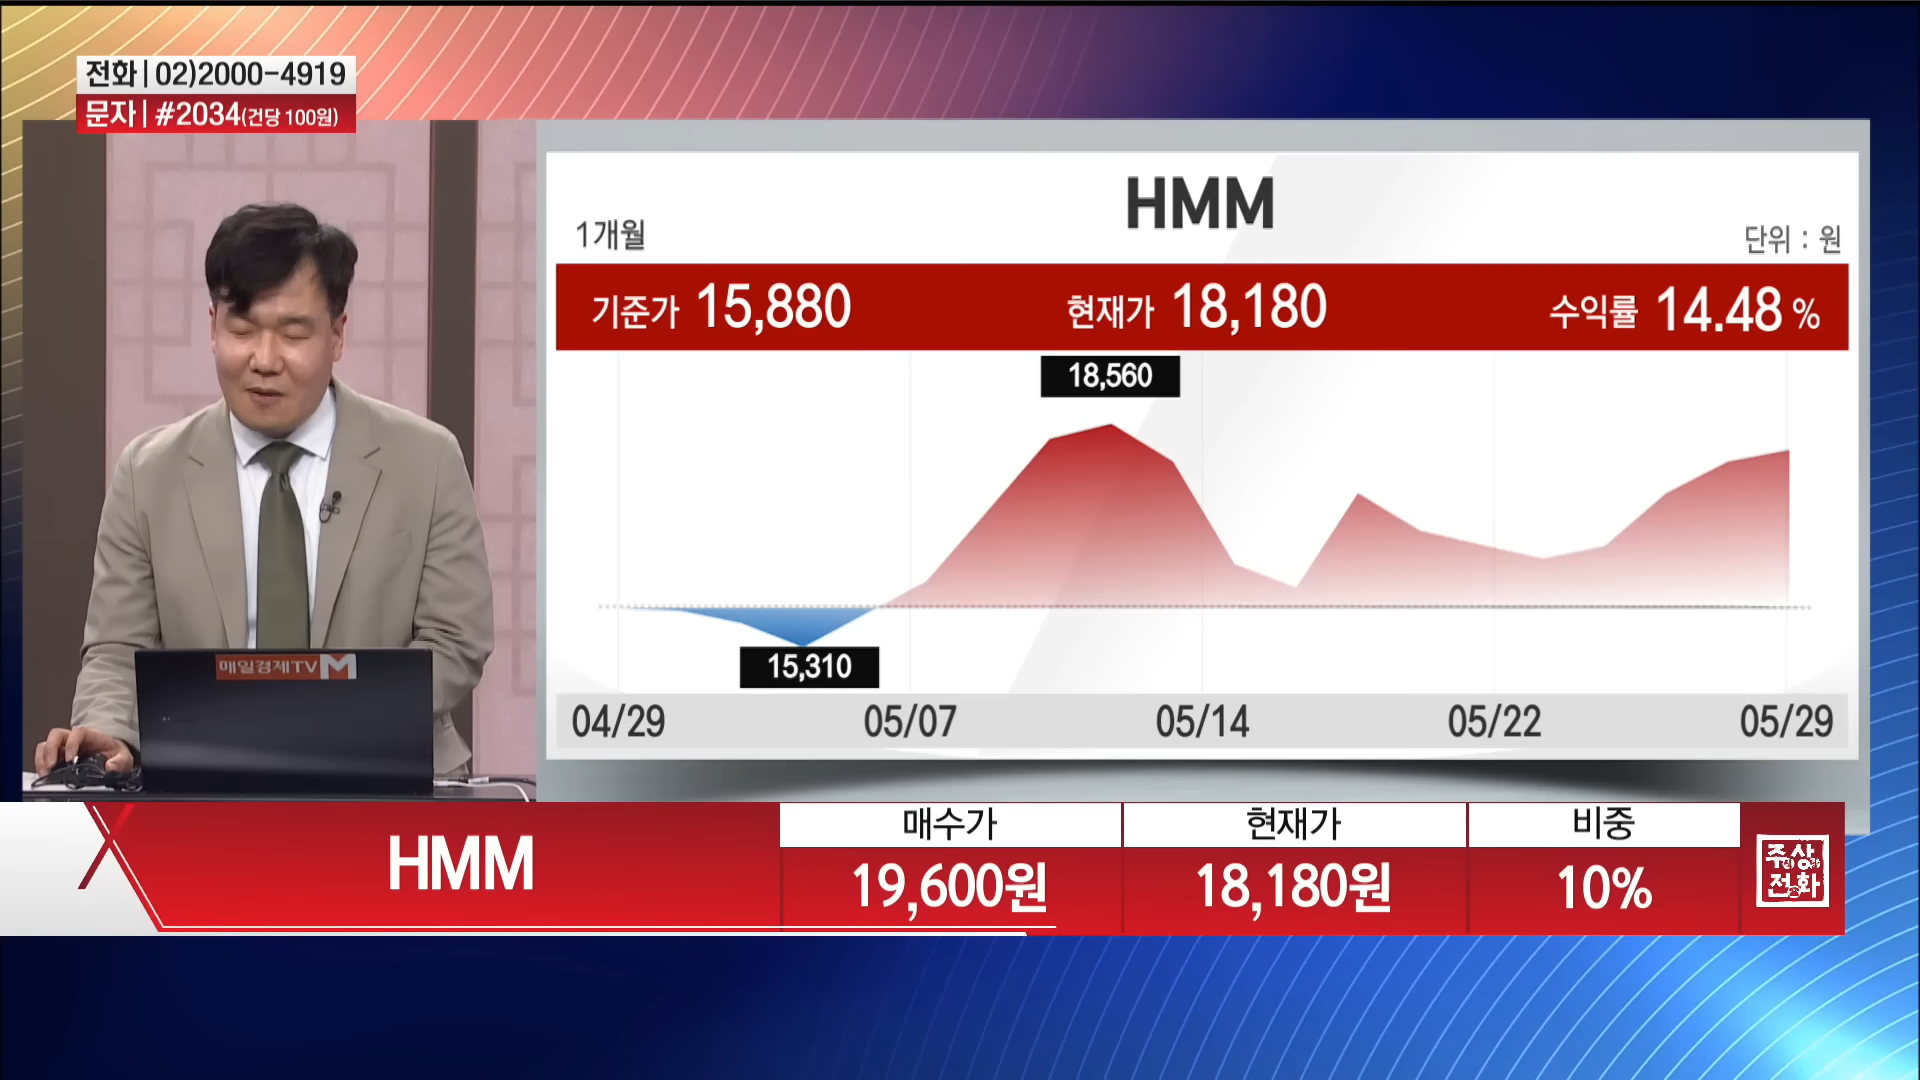 전화 | 02)2000-4919
문자 | #2034(건당 100원)
HMM
1개월
단위 : 원
기준가 15,880 현재가 18,180 수익률 14.48 %
18,560
15,310
04/29 05/07 05/14 05/22 05/29
매일경제TV M
HMM
매수가 현재가 비중
19,600원 18,180원 10%
주상
전화